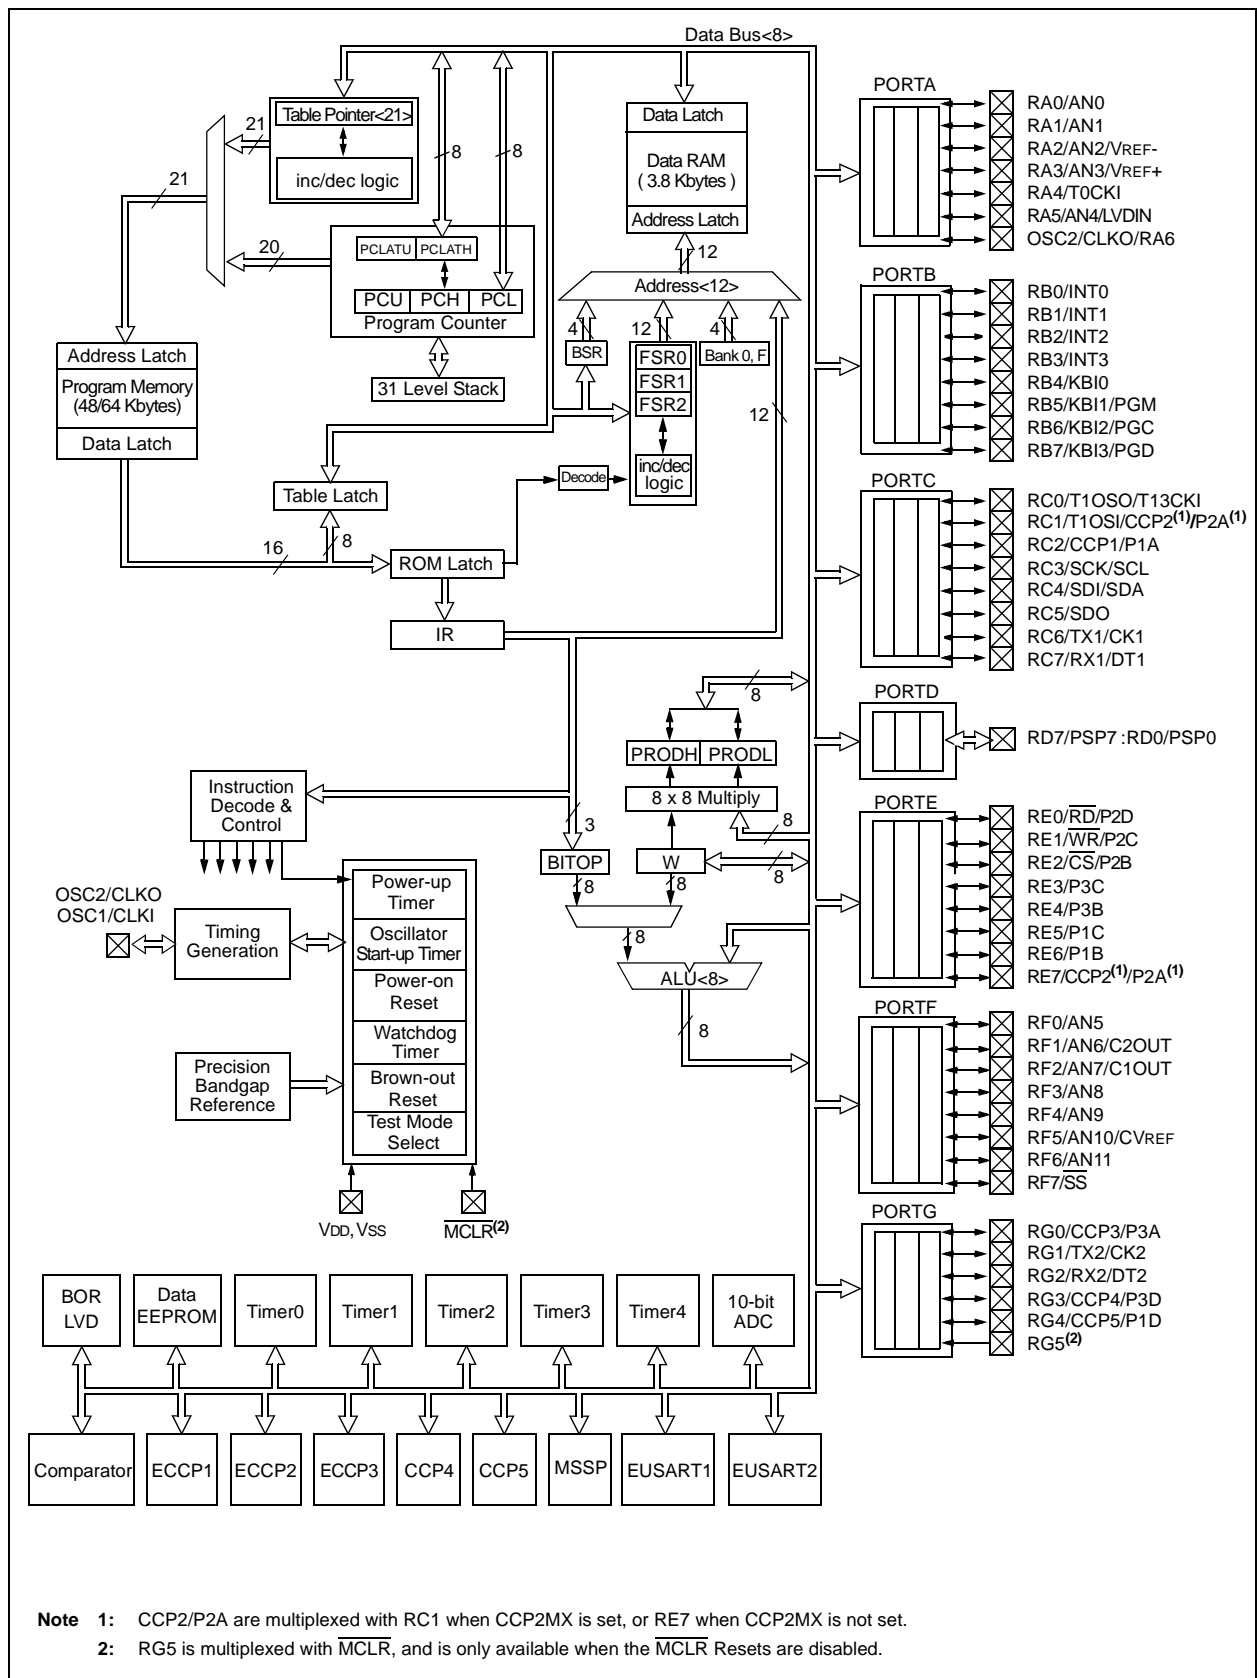 Data Bus<8>
Table Pointer<21>
inc/dec logic
21
21
20
8
8
PCLATU PCLATH
PCU PCH PCL
Program Counter
31 Level Stack
Address Latch
Program Memory
(48/64 Kbytes)
Data Latch
16
8
Table Latch
ROM Latch
IR
Data Latch
Data RAM
( 3.8 Kbytes )
Address Latch
12
Address<12>
4
12
4
BSR
FSR0
FSR1
FSR2
inc/dec
logic
Bank 0, F
12
Decode
8
PRODH PRODL
8 x 8 Multiply
8
3
BITOP
W
8
8
8
8
ALU<8>
8
Instruction
Decode &
Control
OSC2/CLKO
OSC1/CLKI
Timing
Generation
Precision
Bandgap
Reference
Power-up
Timer
Oscillator
Start-up Timer
Power-on
Reset
Watchdog
Timer
Brown-out
Reset
Test Mode
Select
VDD, VSS
MCLR(2)
PORTA
RA0/AN0
RA1/AN1
RA2/AN2/VREF-
RA3/AN3/VREF+
RA4/T0CKI
RA5/AN4/LVDIN
OSC2/CLKO/RA6
PORTB
RB0/INT0
RB1/INT1
RB2/INT2
RB3/INT3
RB4/KBI0
RB5/KBI1/PGM
RB6/KBI2/PGC
RB7/KBI3/PGD
PORTC
RC0/T1OSO/T13CKI
RC1/T1OSI/CCP2(1)/P2A(1)
RC2/CCP1/P1A
RC3/SCK/SCL
RC4/SDI/SDA
RC5/SDO
RC6/TX1/CK1
RC7/RX1/DT1
PORTD
RD7/PSP7 :RD0/PSP0
PORTE
RE0/RD/P2D
RE1/WR/P2C
RE2/CS/P2B
RE3/P3C
RE4/P3B
RE5/P1C
RE6/P1B
RE7/CCP2(1)/P2A(1)
PORTF
RF0/AN5
RF1/AN6/C2OUT
RF2/AN7/C1OUT
RF3/AN8
RF4/AN9
RF5/AN10/CVREF
RF6/AN11
RF7/SS
PORTG
RG0/CCP3/P3A
RG1/TX2/CK2
RG2/RX2/DT2
RG3/CCP4/P3D
RG4/CCP5/P1D
RG5(2)
BOR
LVD
Data
EEPROM
Timer0
Timer1
Timer2
Timer3
Timer4
10-bit
ADC
Comparator
ECCP1
ECCP2
ECCP3
CCP4
CCP5
MSSP
EUSART1
EUSART2
Note 1: CCP2/P2A are multiplexed with RC1 when CCP2MX is set, or RE7 when CCP2MX is not set.
2: RG5 is multiplexed with MCLR, and is only available when the MCLR Resets are disabled.